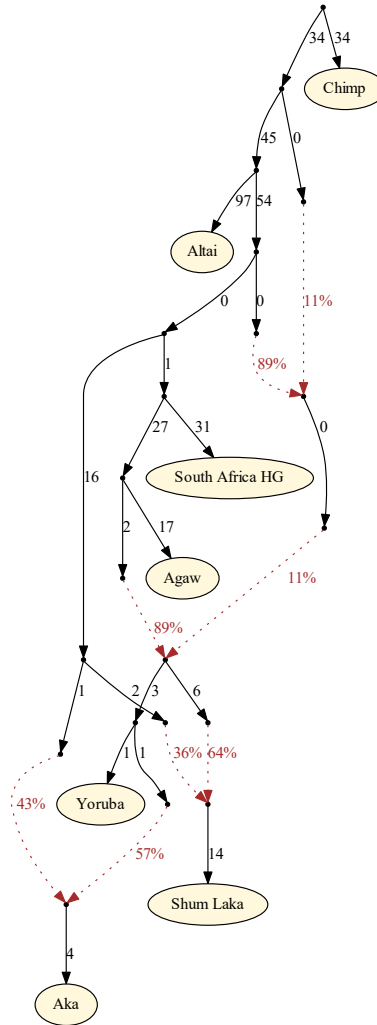 34 34
Chimp
45 0
97 54
Altai
0 0 11%
1 89%
27 31 0
16 South Africa HG
2 17
Agaw 11%
89%
1 2 3 6
1 1 36% 64%
43% Yoruba
57%
14
Shum Laka
4
Aka